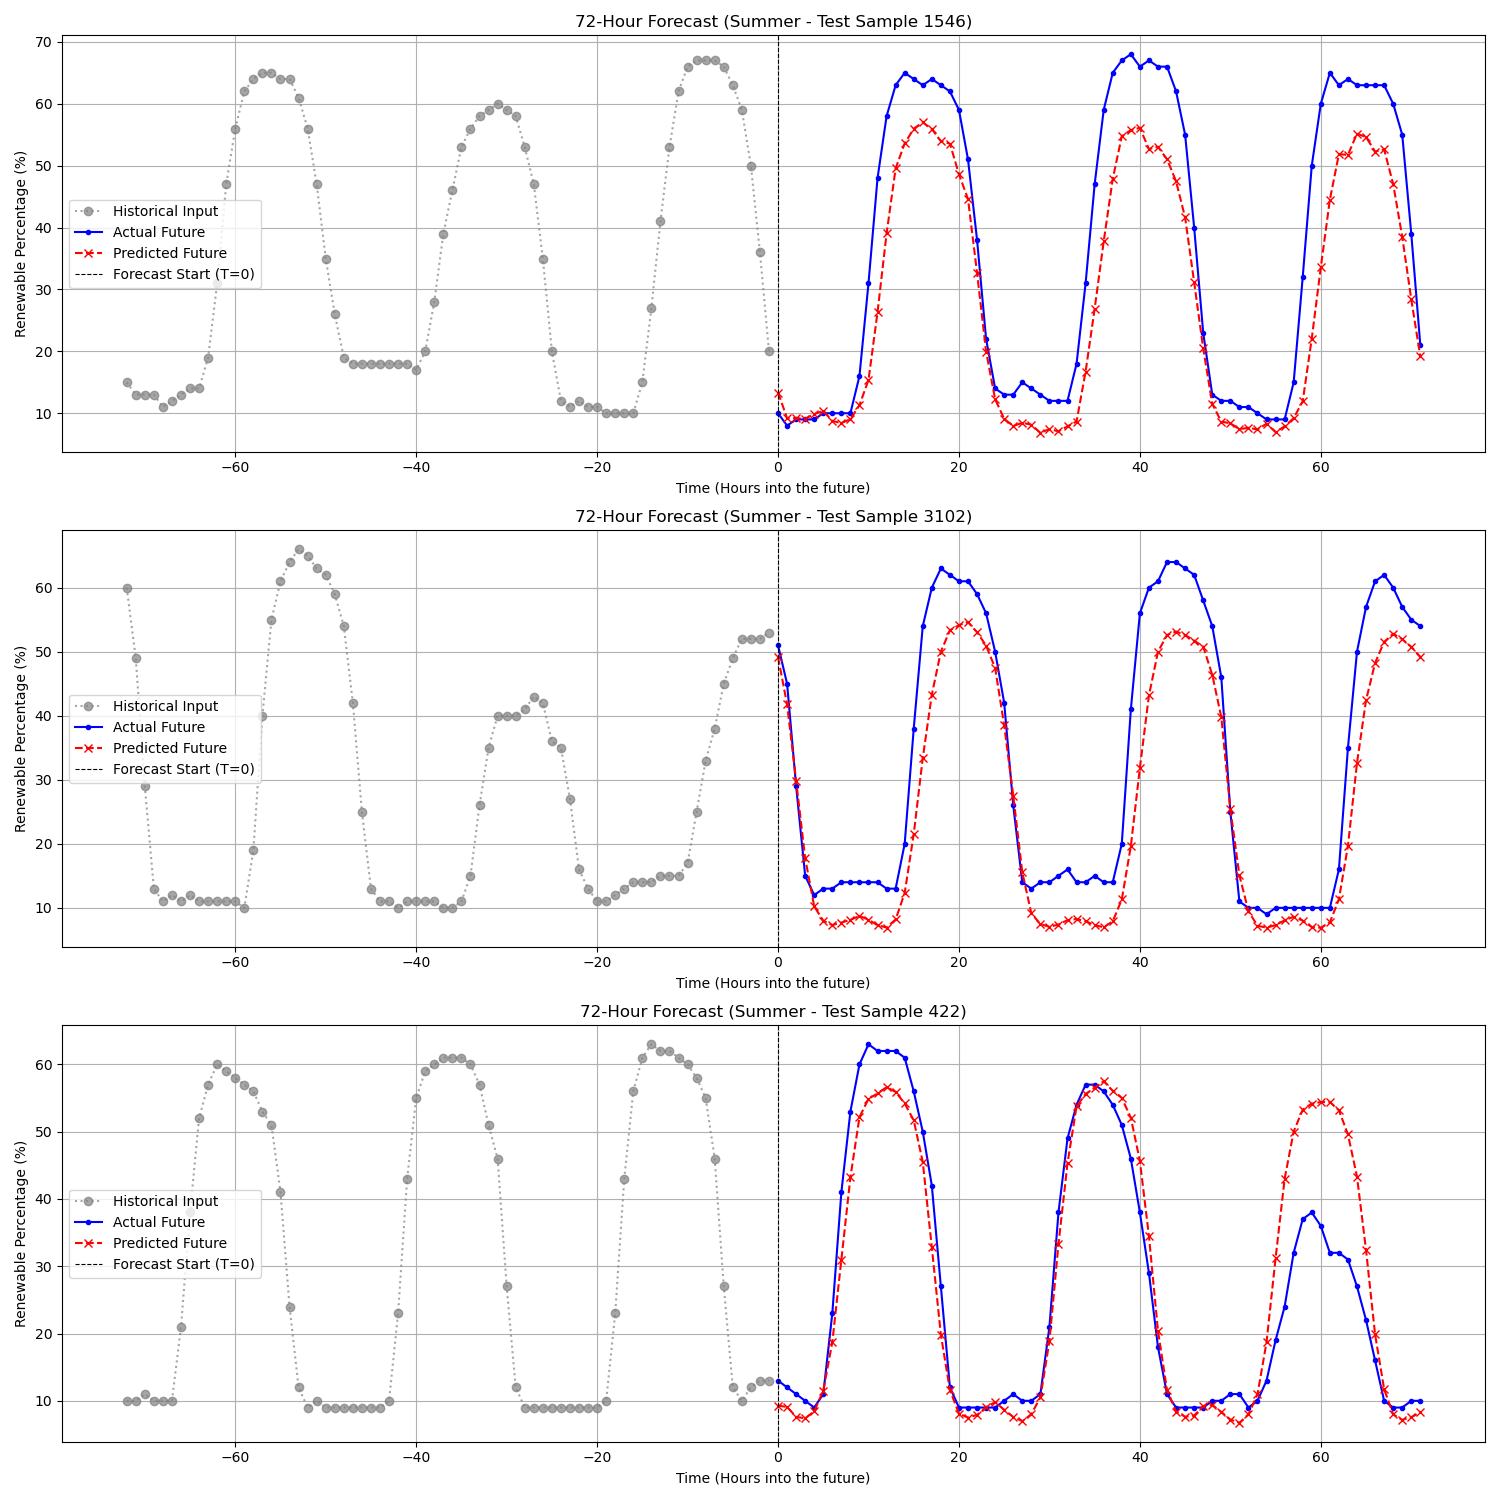 72-Hour Forecast (Summer - Test Sample 1546)
70
60
50
40
30
20
10
Renewable Percentage (%)
Historical Input
Actual Future
Predicted Future
Forecast Start (T=0)
−60 −40 −20 0 20 40 60
Time (Hours into the future)
72-Hour Forecast (Summer - Test Sample 3102)
60
50
40
30
20
10
Renewable Percentage (%)
Historical Input
Actual Future
Predicted Future
Forecast Start (T=0)
−60 −40 −20 0 20 40 60
Time (Hours into the future)
72-Hour Forecast (Summer - Test Sample 422)
60
50
40
30
20
10
Renewable Percentage (%)
Historical Input
Actual Future
Predicted Future
Forecast Start (T=0)
−60 −40 −20 0 20 40 60
Time (Hours into the future)